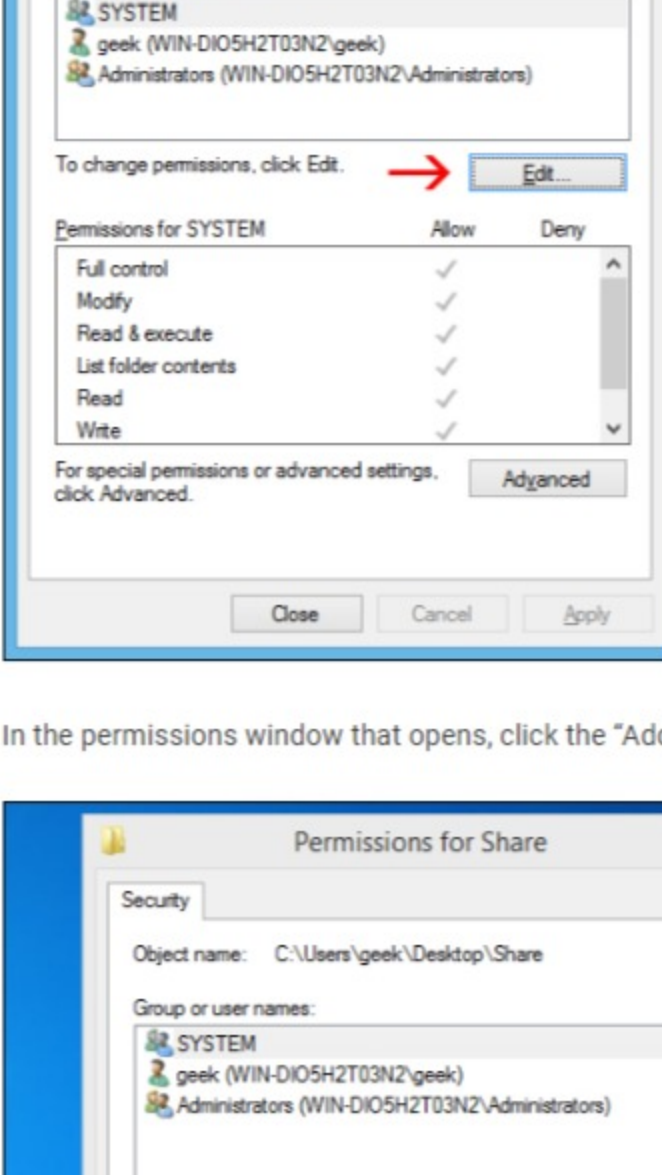 SYSTEM
geek (WIN-DIO5H2T03N2\geek)
Administrators (WIN-DIO5H2T03N2\Administrators)
To change permissions, click Edit.
Edit...
Permissions for SYSTEM Allow Deny
Full control
Modify
Read & execute
List folder contents
Read
Write
For special permissions or advanced settings, click Advanced.
Advanced
Close Cancel Apply
In the permissions window that opens, click the “Add
Permissions for Share
Security
Object name: C:\Users\geek\Desktop\Share
Group or user names:
SYSTEM
geek (WIN-DIO5H2T03N2\geek)
Administrators (WIN-DIO5H2T03N2\Administrators)